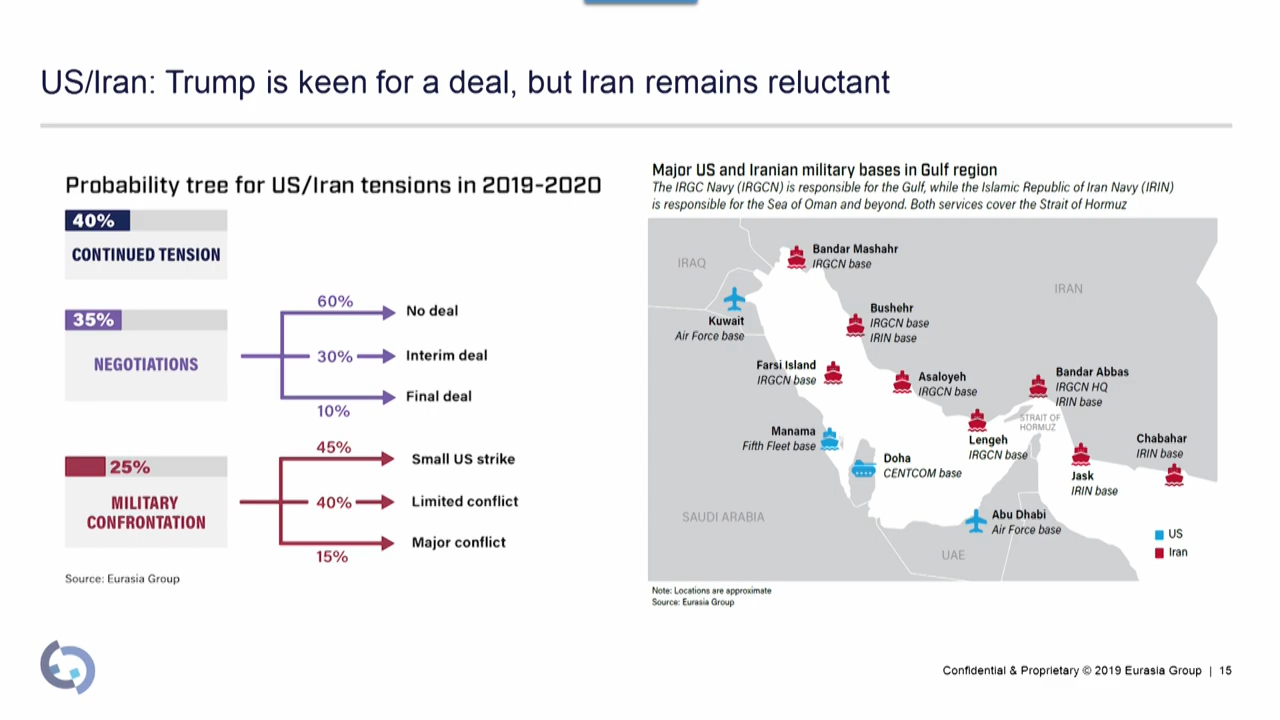 US/Iran: Trump is keen for a deal, but Iran remains reluctant
Probability tree for US/Iran tensions in 2019-2020
40%
CONTINUED TENSION
35%
NEGOTIATIONS
60%
No deal
30%
Interim deal
Final deal
10%
25%
MILITARY
CONFRONTATION
45%
Small US strike
40%
Limited conflict
Major conflict
15%
Source: Eurasia Group
Major US and Iranian military bases in Gulf region
The IRGC Navy (IRGCN) is responsible for the Gulf, while the Islamic Republic of Iran Navy (IRIN)
is responsible for the Sea of Oman and beyond. Both services cover the Strait of Hormuz
IRAQ
Bandar Mashahr
IRGCN base
IRAN
Kuwait
Air Force base
Bushehr
IRGCN base
IRIN base
Farsi Island
IRGCN base
Asaloyeh
IRGCN base
Bandar Abbas
IRGCN HQ
IRIN base
STRAIT OF
HORMUZ
Manama
Fifth Fleet base
Lengeh
IRGCN base
Chabahar
IRIN base
Doha
CENTCOM base
Jask
IRIN base
SAUDI ARABIA
Abu Dhabi
Air Force base
UAE
US
Iran
Note: Locations are approximate
Source: Eurasia Group
Confidential & Proprietary © 2019 Eurasia Group | 15